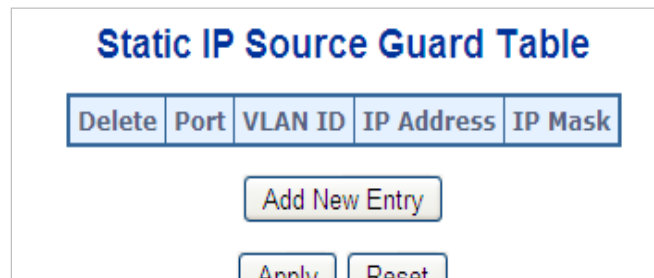 Static IP Source Guard Table
Delete Port VLAN ID IP Address IP Mask
Add New Entry
Apply Reset